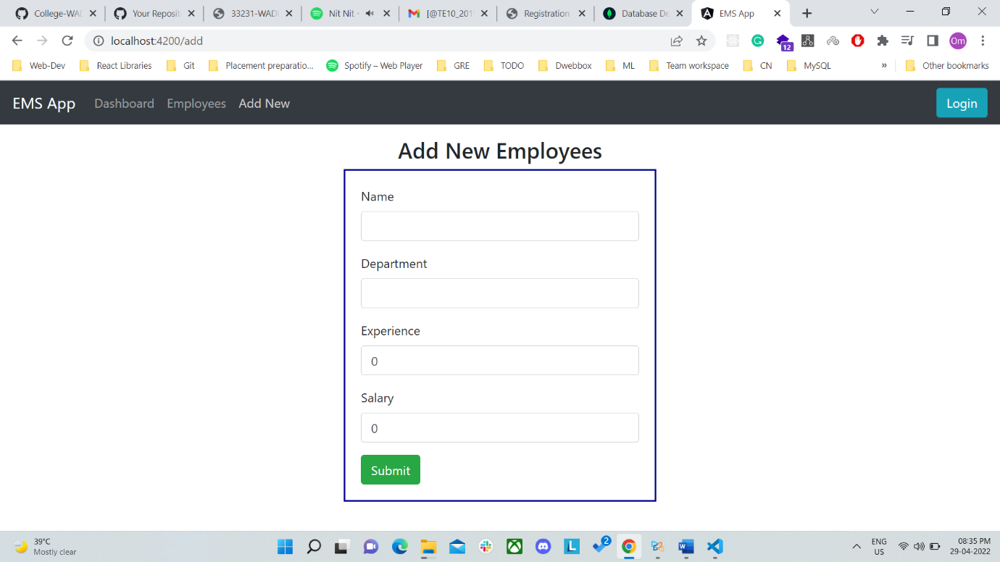 College-WAD
Your Reposit
33231-WAD
Nit Nit
[@TE10_201
Registration
Database De
EMS App
localhost:4200/add
12
Om
Web-Dev
React Libraries
Git
Placement preparatio...
Spotify – Web Player
GRE
TODO
Dwebbox
ML
Team workspace
CN
MySQL
»
Other bookmarks
EMS App
Dashboard
Employees
Add New
Login
Add New Employees
Name
Department
Experience
0
Salary
0
Submit
39°C
Mostly clear
2
ENG
US
08:35 PM
29-04-2022